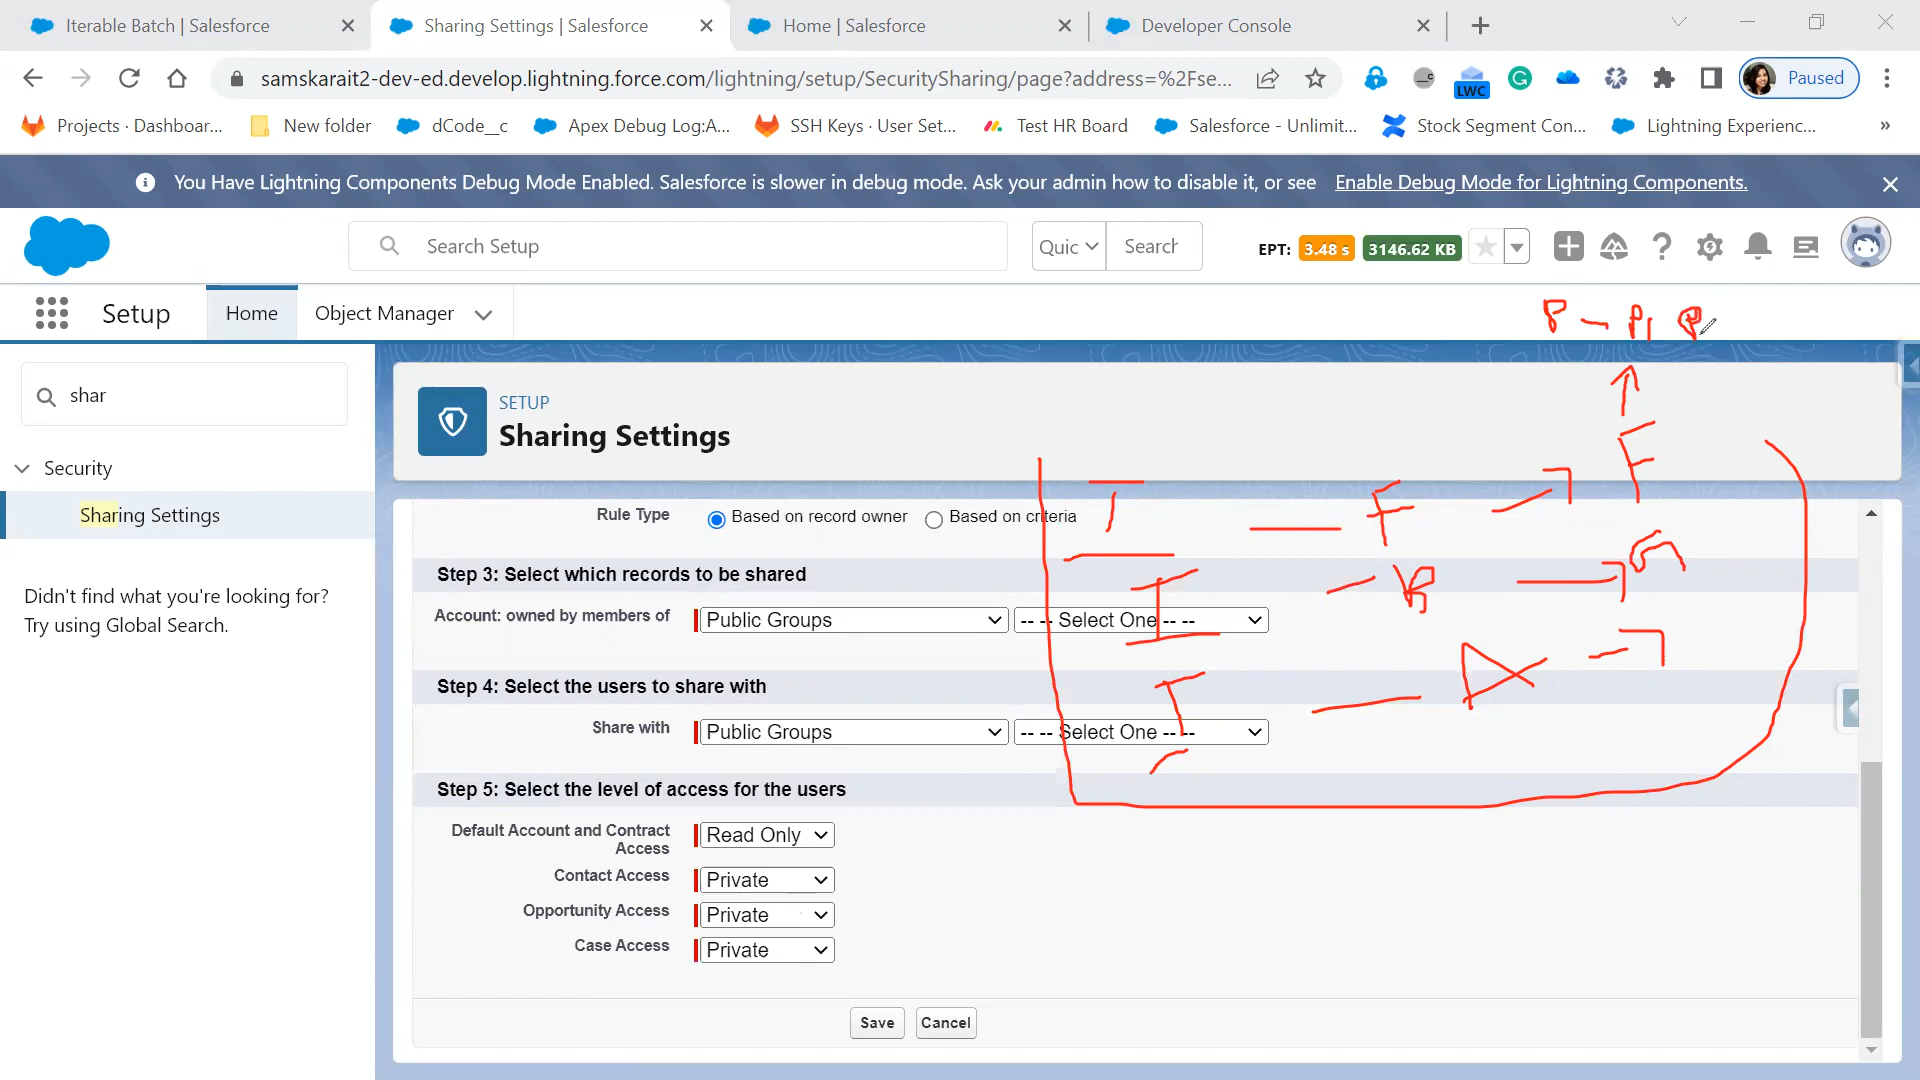 Iterable Batch | Salesforce
Sharing Settings | Salesforce
Home | Salesforce
Developer Console
samskarait2-dev-ed.develop.lightning.force.com/lightning/setup/SecuritySharing/page?address=%2Fse...
LWC
Paused
Projects · Dashboar...
New folder
dCode__c
Apex Debug Log:A...
SSH Keys · User Set...
Test HR Board
Salesforce - Unlimit...
Stock Segment Con...
Lightning Experienc...
»
You Have Lightning Components Debug Mode Enabled. Salesforce is slower in debug mode. Ask your admin how to disable it, or see Enable Debug Mode for Lightning Components.
Search Setup
Quic
Search
EPT: 3.48 s 3146.62 KB
Setup
Home
Object Manager
P - P1 P
shar
SETUP
Sharing Settings
F
Security
Sharing Settings
I F
Rule Type Based on record owner Based on criteria
Step 3: Select which records to be shared
I
Account: owned by members of Public Groups -- -- Select One -- --
Didn't find what you're looking for?
Try using Global Search.
Step 4: Select the users to share with
I
Share with Public Groups -- -- Select One -- --
Step 5: Select the level of access for the users
Default Account and Contract Access Read Only
Contact Access Private
Opportunity Access Private
Case Access Private
Save Cancel